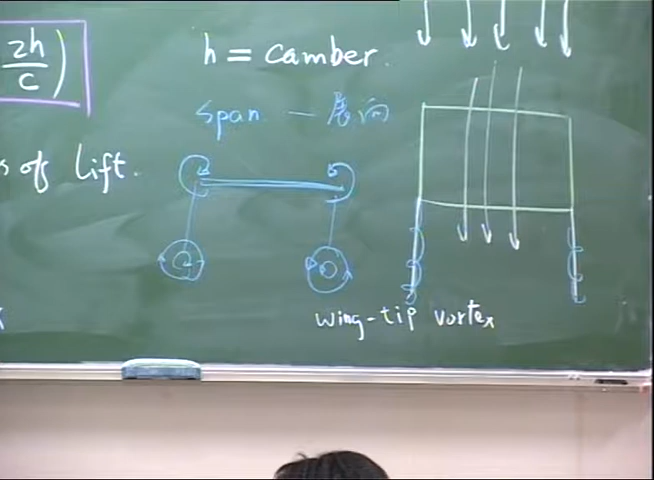 2h
c
h = camber.
span — 展向
s of lift.
wing-tip vortex